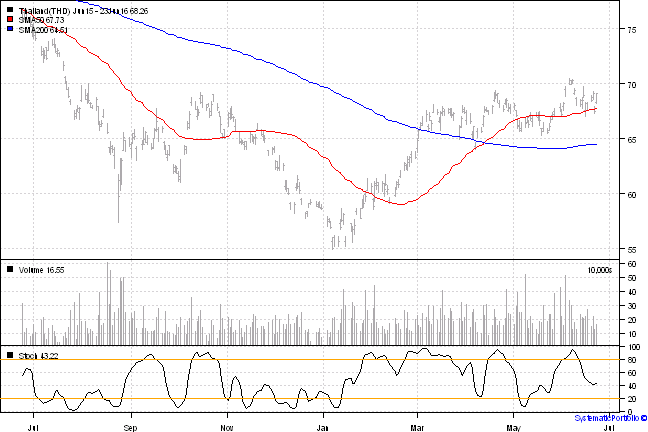 Thailand(THD) Jun 15 - 23Jun16 68.26
SMA50 67.73
SMA200 64.51
75
70
65
60
55
Volume 16.55
10,000s
60
50
40
30
20
10
0
Stoch 43.22
100
80
60
40
20
0
Jul
Sep
Nov
Jan
Mar
May
Jul
SystematicPortfolio ©